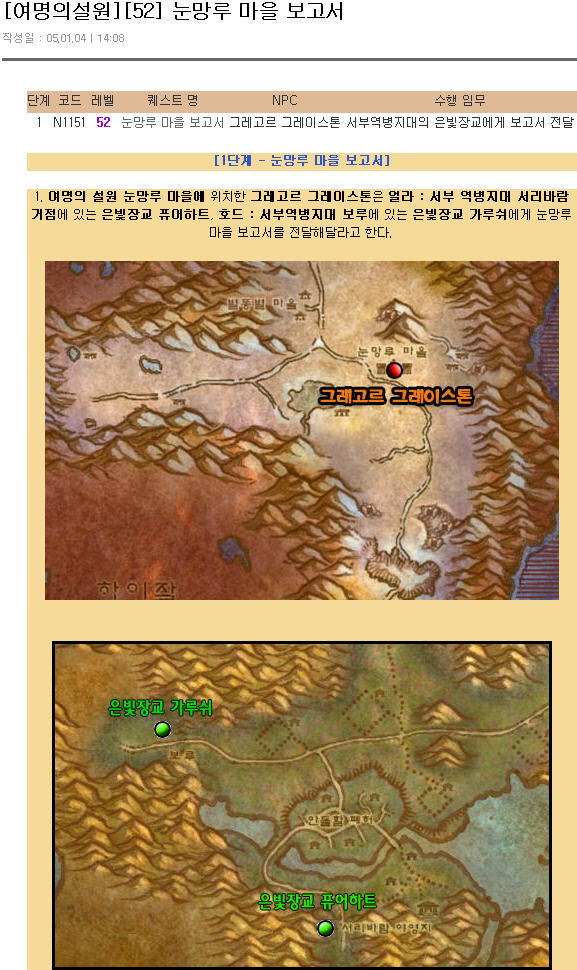 [여명의설원][52] 눈망루 마을 보고서
작성일 : 05,01,04 | 14:08
단계 코드 레벨 퀘스트 명 NPC 수행 임무
1 N1151 52 눈망루 마을 보고서 그레고르 그레이스톤 서부역병지대의 은빛장교에게 보고서 전달
[1단계 - 눈망루 마을 보고서]
1. 여명의 설원 눈망루 마을에 위치한 그레고르 그레이스톤은 얼라 : 서부 역병지대 서리바람
거점에 있는 은빛장교 퓨어하트, 호드 : 서부역병지대 보루에 있는 은빛장교 가루쉬에게 눈망루
마을 보고서를 전달해달라고 한다.
별똥별 마을
눈망루 마을
그레고르 그레이스톤
은빛장교 가루쉬
보루
안돌할 폐허
은빛장교 퓨어하트
서리바람 야영지